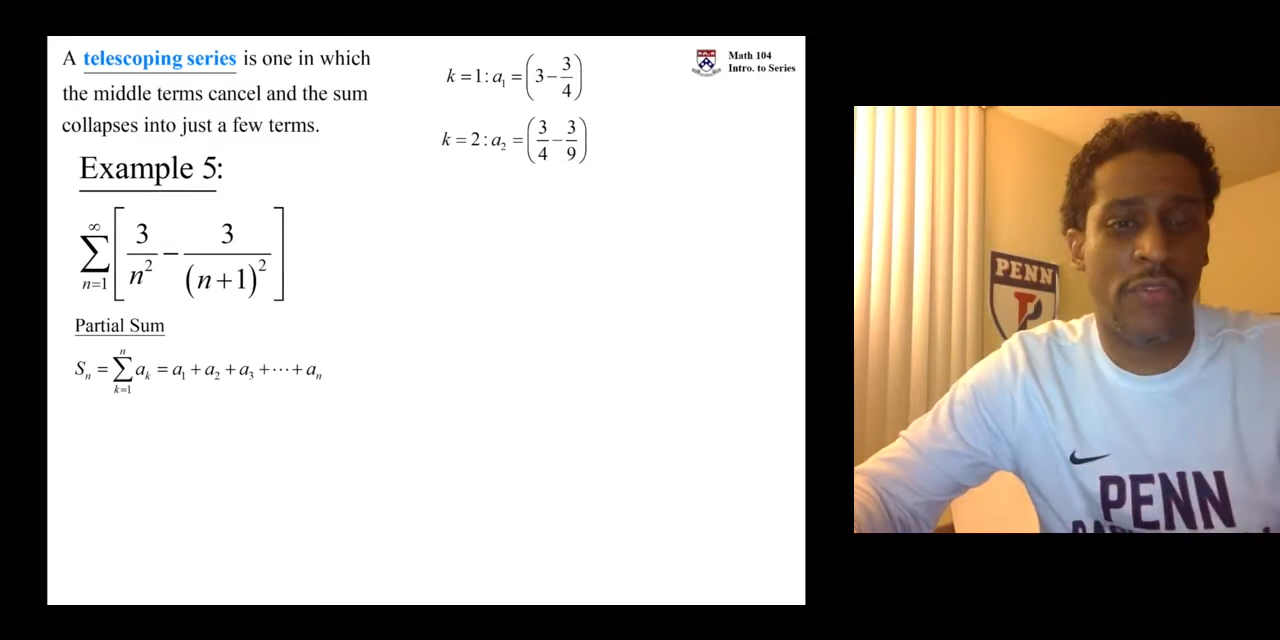 A telescoping series is one in which
the middle terms cancel and the sum
collapses into just a few terms.
Example 5:
∑_{n=1}^{∞} [ 3/n² − 3/(n+1)² ]
Partial Sum
Sₙ = ∑_{k=1}^{n} aₖ = a₁ + a₂ + a₃ + ⋯ + aₙ
k = 1 : a₁ = (3 − 3/4)
k = 2 : a₂ = (3/4 − 3/9)
Math 104
Intro. to Series
PENN
P
PENN